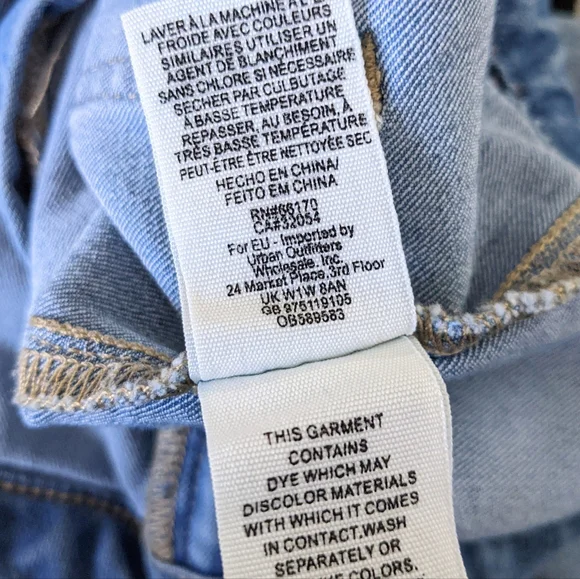 LAVER À LA MACHINE À L'
FROIDE AVEC COULEURS
SIMILAIRES UTILISER UN
AGENT DE BLANCHIMENT
SANS CHLORE SI NÉCESSAIRE
SÉCHER PAR CULBUTAGE
À BASSE TEMPERATURE
REPASSER, AU BESOIN, À
TRÈS BASSE TEMPÉRATURE
PEUT-ÊTRE ÊTRE NETTOYÉE SEC
HECHO EN CHINA/
FEITO EM CHINA
RN#66170
CA#32054
For EU - Imported by
Urban Outfitters
Wholesale, Inc.
24 Market Place,3rd Floor
UK W1W 8AN
GB 975119105
OB589583
THIS GARMENT
CONTAINS
DYE WHICH MAY
DISCOLOR MATERIALS
WITH WHICH IT COMES
IN CONTACT.WASH
SEPARATELY OR
COLORS.